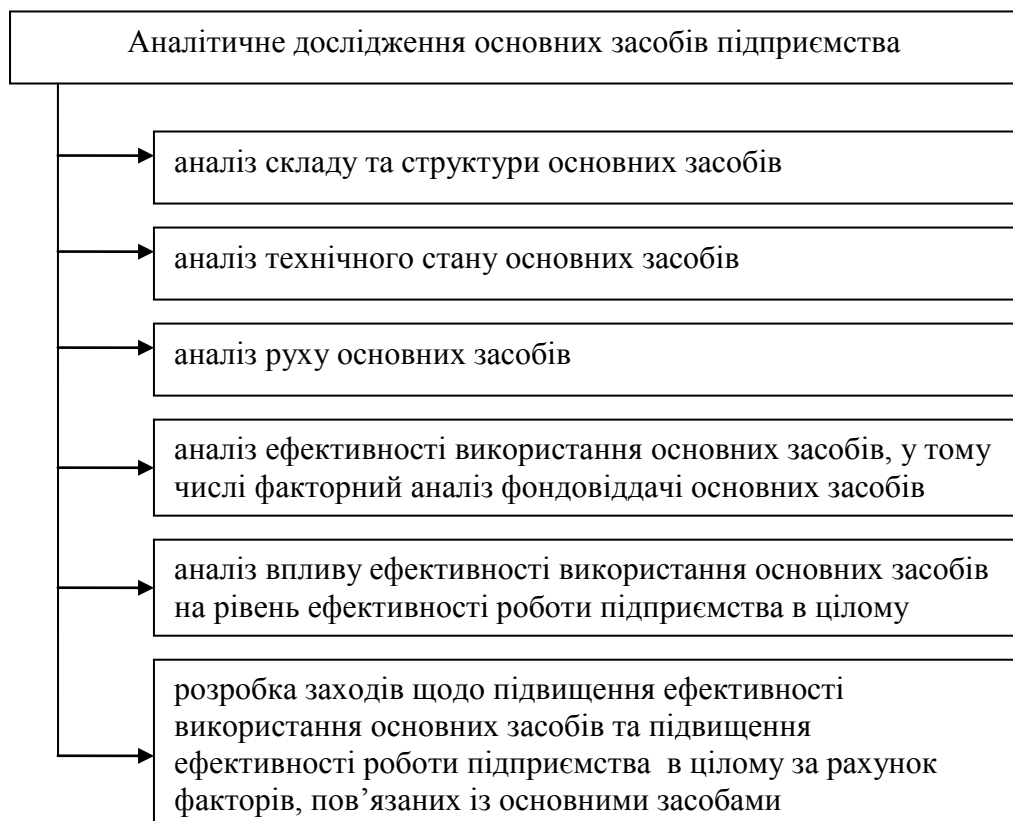 Аналітичне дослідження основних засобів підприємства
аналіз складу та структури основних засобів
аналіз технічного стану основних засобів
аналіз руху основних засобів
аналіз ефективності використання основних засобів, у тому
числі факторний аналіз фондовіддачі основних засобів
аналіз впливу ефективності використання основних засобів
на рівень ефективності роботи підприємства в цілому
розробка заходів щодо підвищення ефективності
використання основних засобів та підвищення
ефективності роботи підприємства  в цілому за рахунок
факторів, пов’язаних із основними засобами